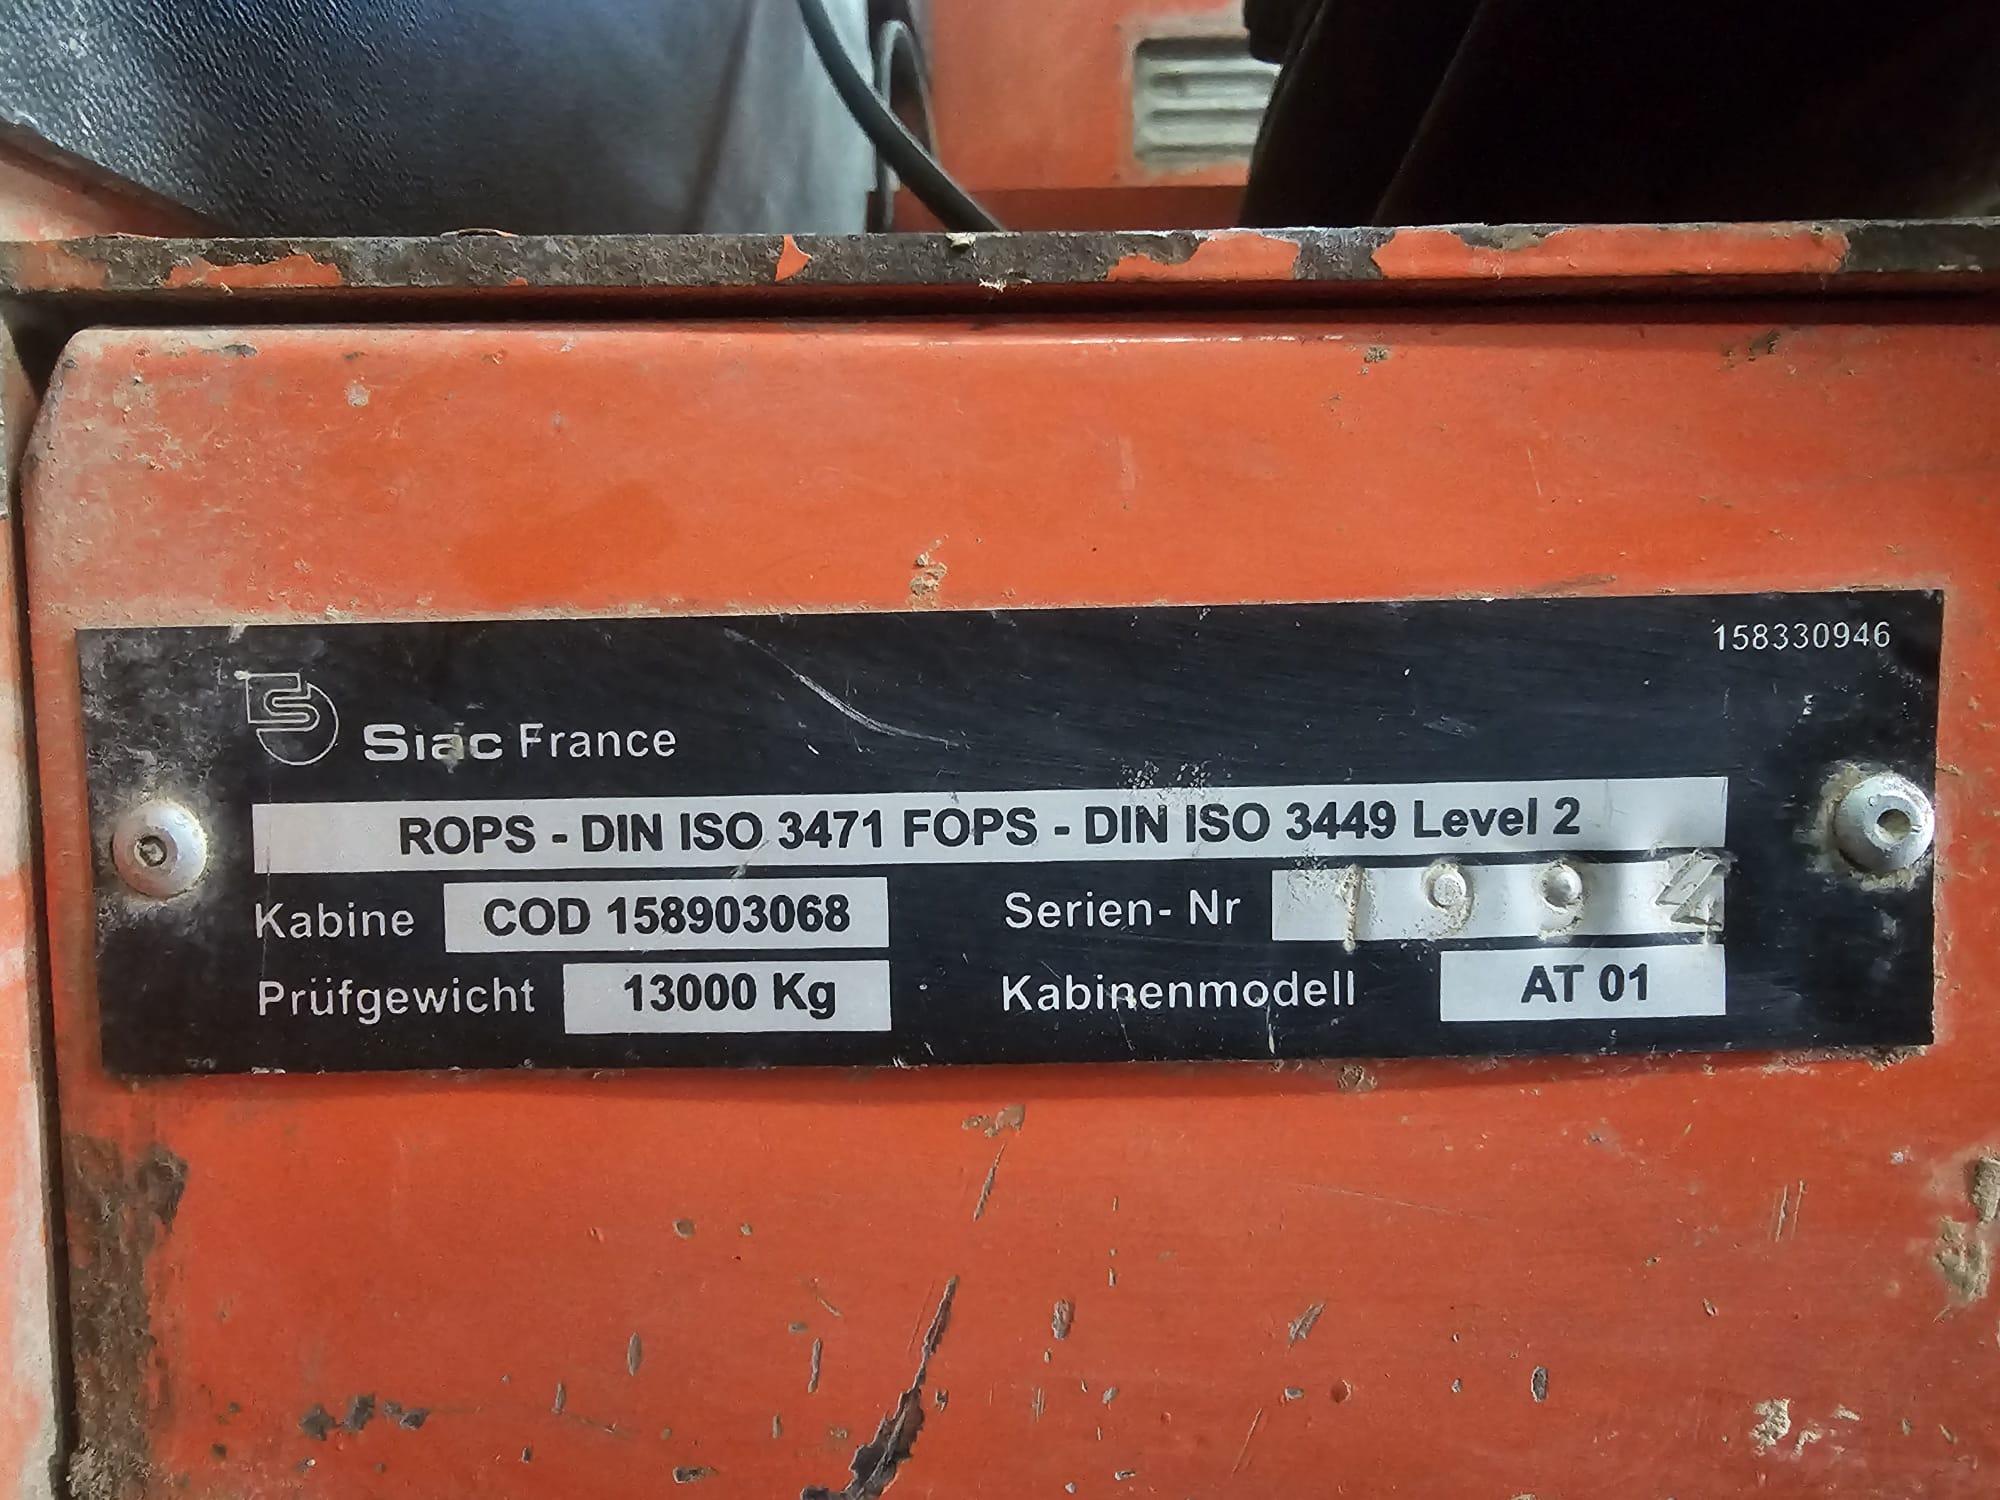 158330946
Siac France
ROPS - DIN ISO 3471 FOPS - DIN ISO 3449 Level 2
Kabine COD 158903068 Serien- Nr 1994
Prüfgewicht 13000 Kg Kabinenmodell AT 01